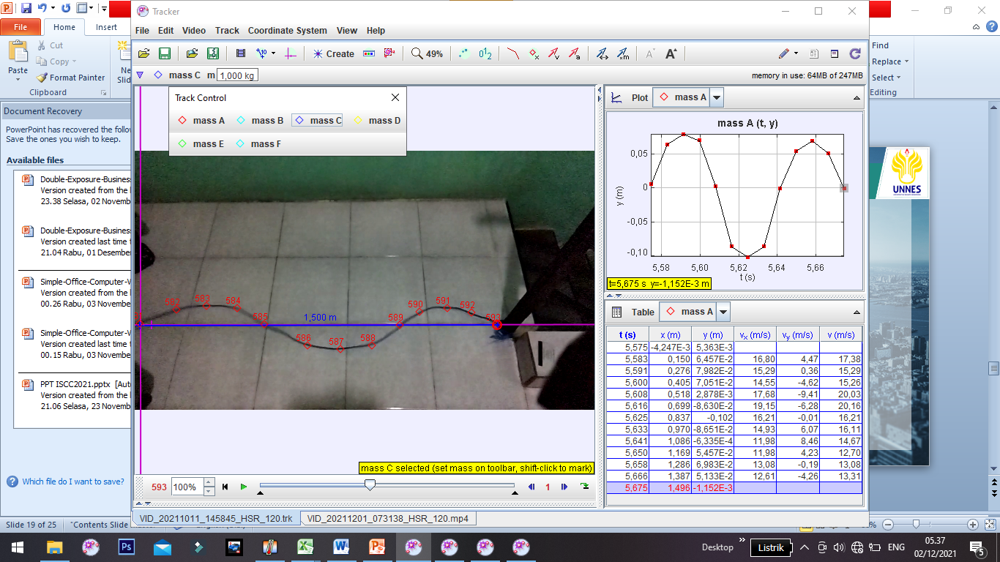 File Home Insert
Cut
Copy
Format Painter
Paste
Clipboard
Document Recovery
PowerPoint has recovered the follo
Save the ones you wish to keep.
Available files
Double-Exposure-Business
Version created from the l
23.38 Selasa, 02 Novemb
Double-Exposure-Business
Version created last time t
21.04 Rabu, 01 Desember
Simple-Office-Computer-W
Version created from the l
00.26 Rabu, 03 November
Simple-Office-Computer-W
Version created last time t
00.15 Rabu, 03 November
PPT ISCC2021.pptx [Aut
Version created from the l
21.06 Selasa, 23 Novemb
Which file do I want to save?
Slide 19 of 25 "Contents Slide
Tracker
File Edit Video Track Coordinate System View Help
Create 49%
mass C m 1,000 kg
memory in use: 64MB of 247MB
Track Control
mass A mass B mass C mass D
mass E mass F
582 583 584 585 586 587 588 589 590 591 592 593
1,500 m
mass C selected (set mass on toolbar, shift-click to mark)
593 100% 1
VID_20211011_145845_HSR_120.trk VID_20211201_073138_HSR_120.mp4
Plot mass A
mass A (t, y)
y (m)
0,05
0
-0,05
-0,10
5,58 5,60 5,62 5,64 5,66
t (s)
t=5,675 s y=-1,152E-3 m
Table mass A
t (s) x (m) y (m) vx (m/s) vy (m/s) v (m/s)
5,575 -4,247E-3 5,363E-3
5,583 0,150 6,457E-2 16,80 4,47 17,38
5,591 0,276 7,982E-2 15,29 0,36 15,29
5,600 0,405 7,051E-2 14,55 -4,62 15,26
5,608 0,518 2,878E-3 17,68 -9,41 20,03
5,616 0,699 -8,630E-2 19,15 -6,28 20,16
5,625 0,837 -0,102 16,21 -0,01 16,21
5,633 0,970 -8,651E-2 14,93 6,07 16,11
5,641 1,086 -6,335E-4 11,98 8,46 14,67
5,650 1,169 5,457E-2 11,98 4,23 12,70
5,658 1,286 6,983E-2 13,08 -0,19 13,08
5,666 1,387 5,133E-2 12,61 -4,26 13,31
5,675 1,496 -1,152E-3
Find
Replace
Select
Editing
UNNES
Desktop Listrik ENG
05.37
02/12/2021
5